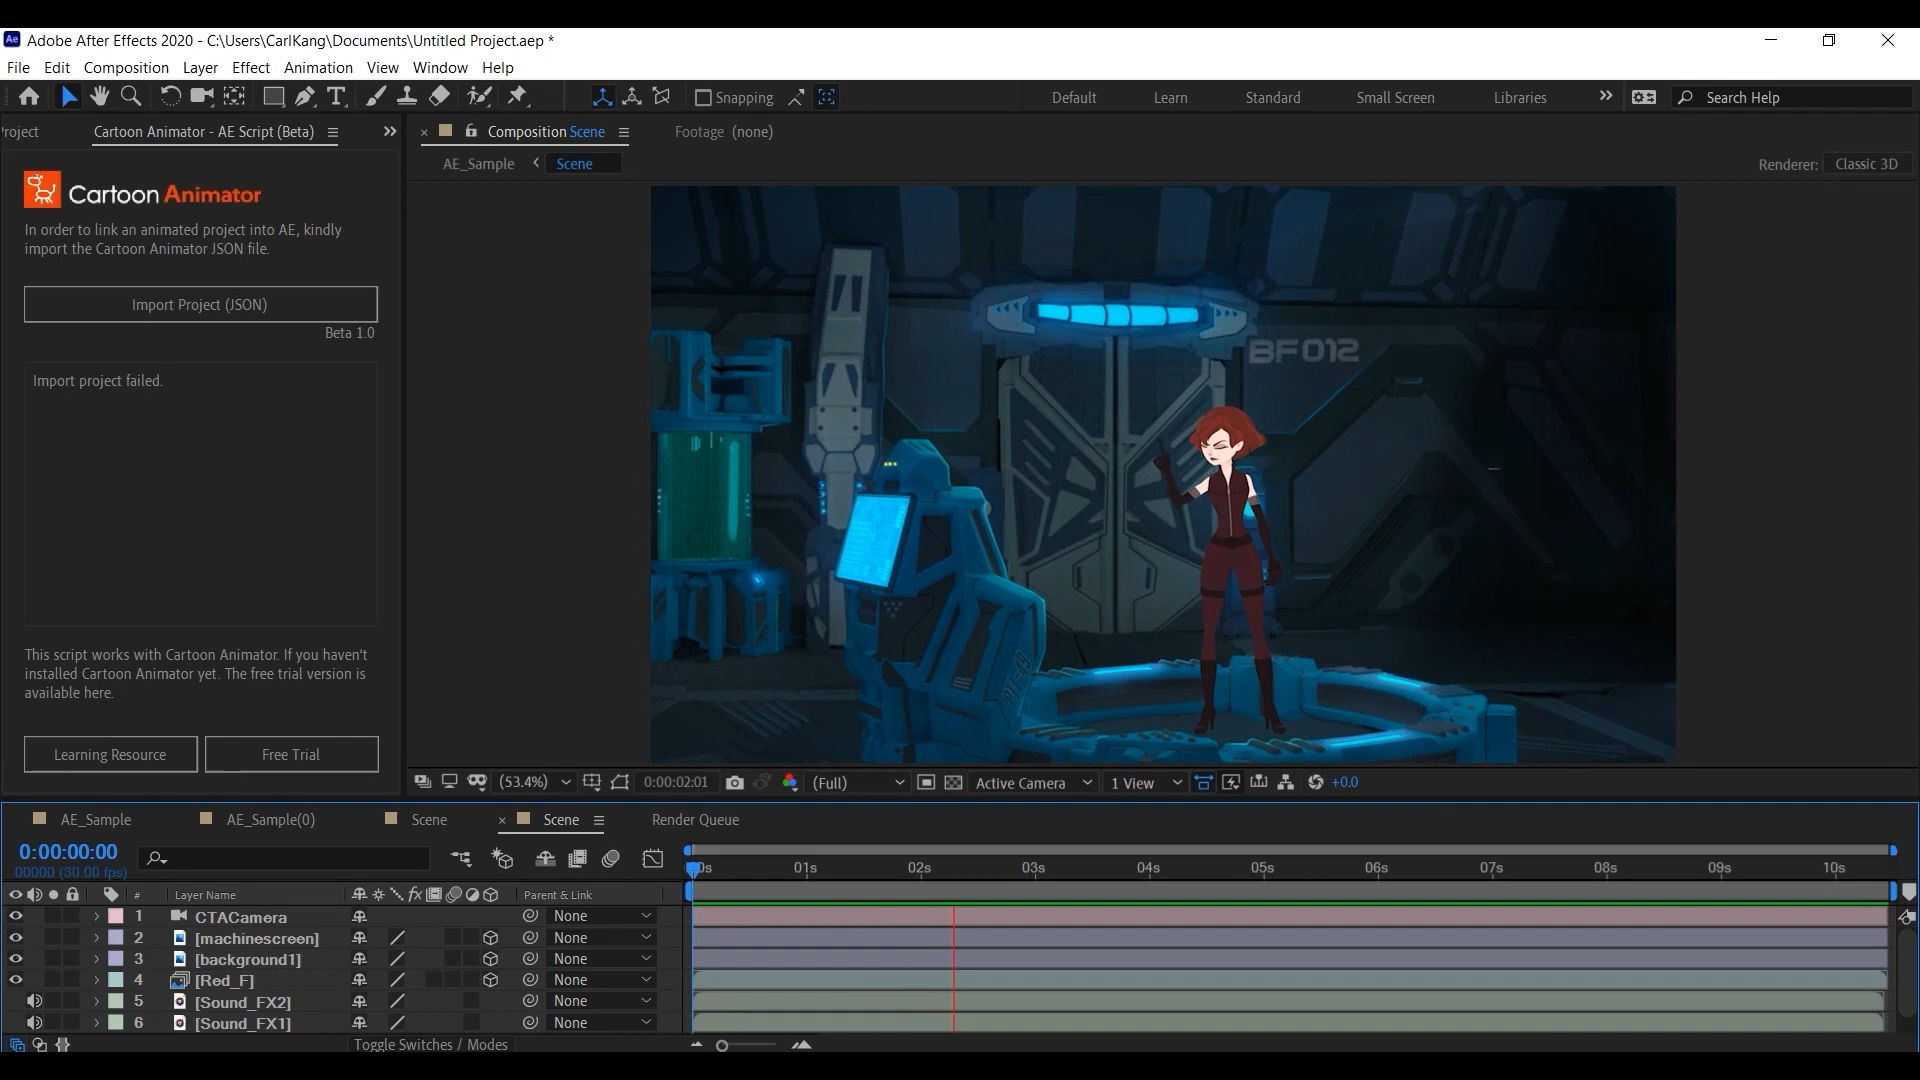 Ae Adobe After Effects 2020 - C:\Users\CarlKang\Documents\Untitled Project.aep *
File Edit Composition Layer Effect Animation View Window Help
Snapping Default Learn Standard Small Screen Libraries Search Help
roject Cartoon Animator - AE Script (Beta) Composition Scene Footage (none)
AE_Sample Scene Renderer: Classic 3D
Cartoon Animator
In order to link an animated project into AE, kindly
import the Cartoon Animator JSON file.
Import Project (JSON)
Beta 1.0
Import project failed.
BF012
This script works with Cartoon Animator. If you haven't
installed Cartoon Animator yet. The free trial version is
available here.
Learning Resource Free Trial
(53.4%) 0:00:02:01 (Full) Active Camera 1 View +0.0
AE_Sample AE_Sample(0) Scene Scene Render Queue
0:00:00:00
00000 (30.00 fps)
0s 01s 02s 03s 04s 05s 06s 07s 08s 09s 10s
# Layer Name fx Parent & Link
1 CTACamera None
2 [machinescreen] None
3 [background1] None
4 [Red_F] None
5 [Sound_FX2] None
6 [Sound_FX1] None
Toggle Switches / Modes